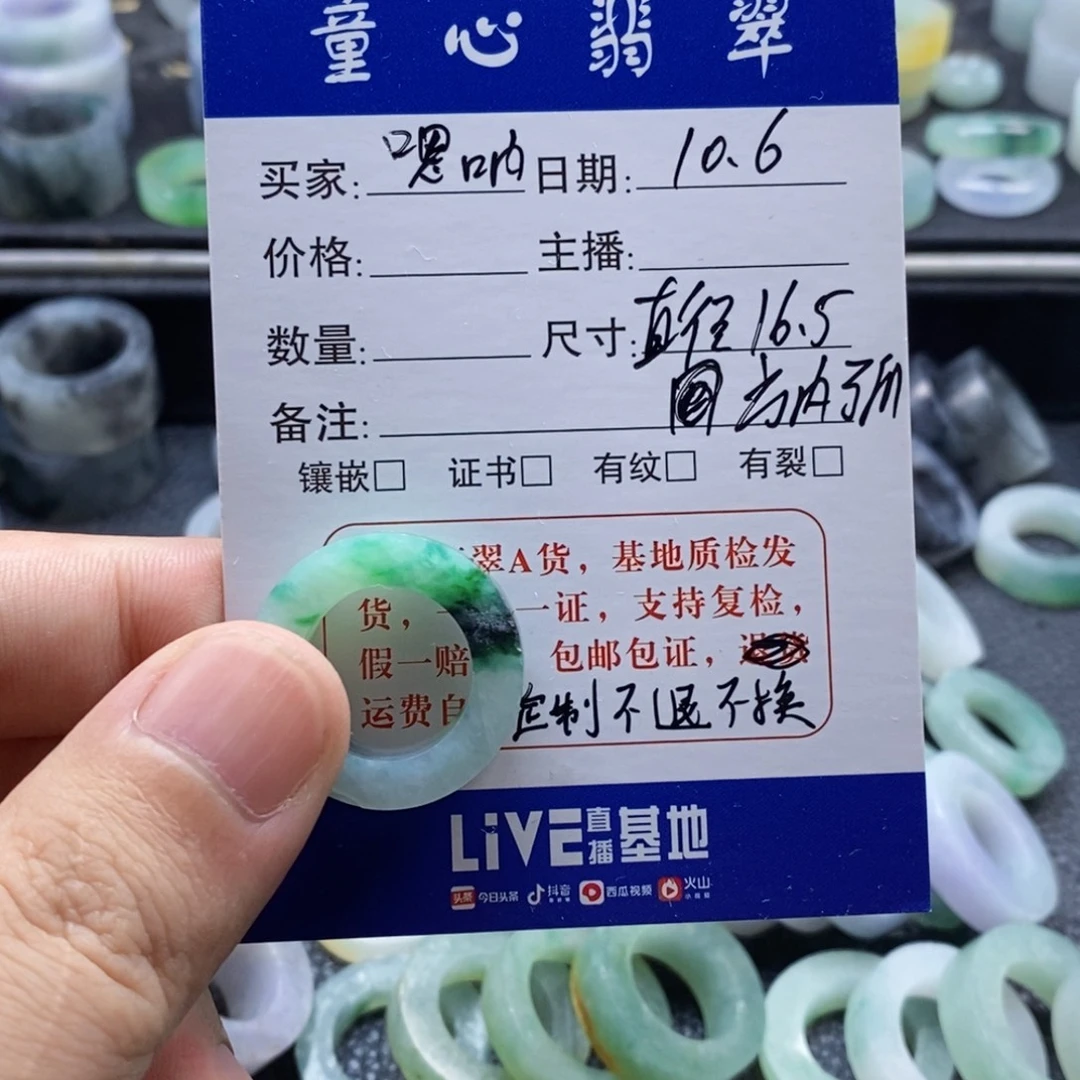 童心翡翠
买家: 嗯呐 日期: 10.6
价格: 主播:
数量: 尺寸: 直径16.5
备注: 去内弧
镶嵌□ 证书□ 有纹□ 有裂□
翠A货,基地质检发
货, 一证,支持复检,
假一赔 包邮包证,
运费自 定制不退不换
LiVE直播基地
头条 今日头条 抖音 西瓜视频 火山